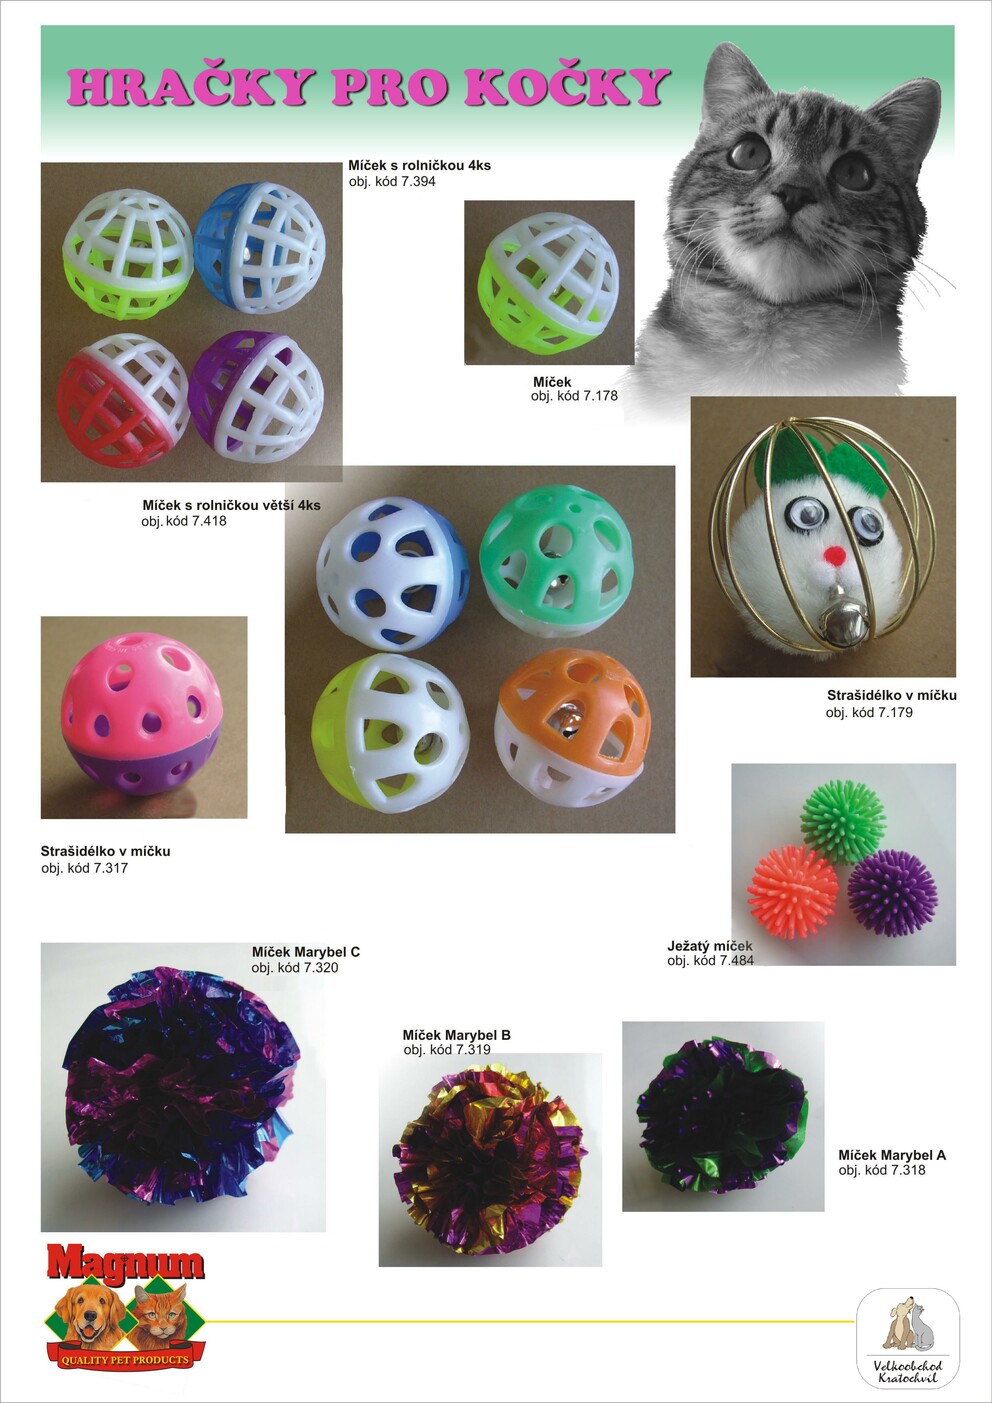 HRAČKY PRO KOČKY
Míček s rolničkou 4ks
obj. kód 7.394
Míček
obj. kód 7.178
Míček s rolničkou větší 4ks
obj. kód 7.418
Strašidélko v míčku
obj. kód 7.179
Strašidélko v míčku
obj. kód 7.317
Ježatý míček
obj. kód 7.484
Míček Marybel C
obj. kód 7.320
Míček Marybel B
obj. kód 7.319
Míček Marybel A
obj. kód 7.318
Magnum
QUALITY PET PRODUCTS
Velkoobchod
Kratochvíl